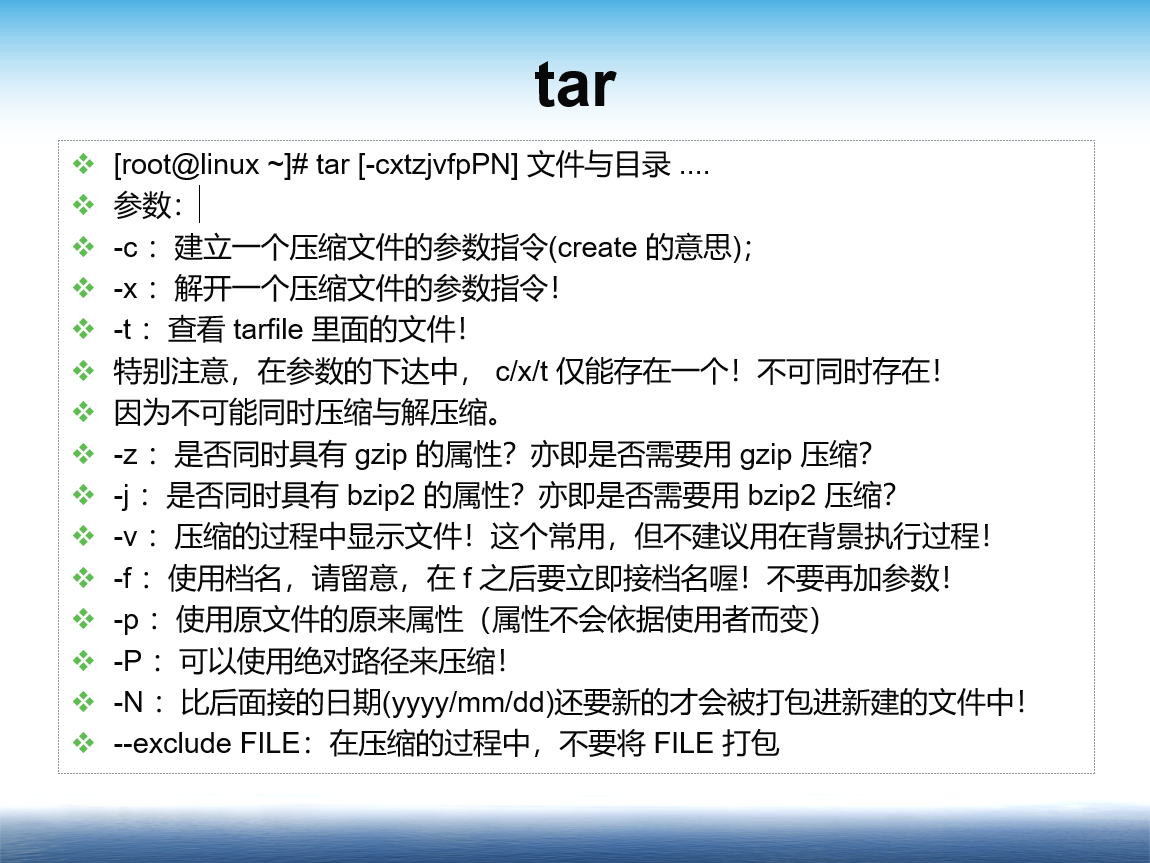 tar
[root@linux ~]# tar [-cxtzjvfpPN] 文件与目录 ....
参数：
-c ：建立一个压缩文件的参数指令(create 的意思)；
-x ：解开一个压缩文件的参数指令！
-t ：查看 tarfile 里面的文件！
特别注意，在参数的下达中， c/x/t 仅能存在一个！不可同时存在！
因为不可能同时压缩与解压缩。
-z ：是否同时具有 gzip 的属性？亦即是否需要用 gzip 压缩？
-j ：是否同时具有 bzip2 的属性？亦即是否需要用 bzip2 压缩？
-v ：压缩的过程中显示文件！这个常用，但不建议用在背景执行过程！
-f ：使用档名，请留意，在 f 之后要立即接档名喔！不要再加参数！
-p ：使用原文件的原来属性（属性不会依据使用者而变）
-P ：可以使用绝对路径来压缩！
-N ：比后面接的日期(yyyy/mm/dd)还要新的才会被打包进新建的文件中！
--exclude FILE：在压缩的过程中，不要将 FILE 打包